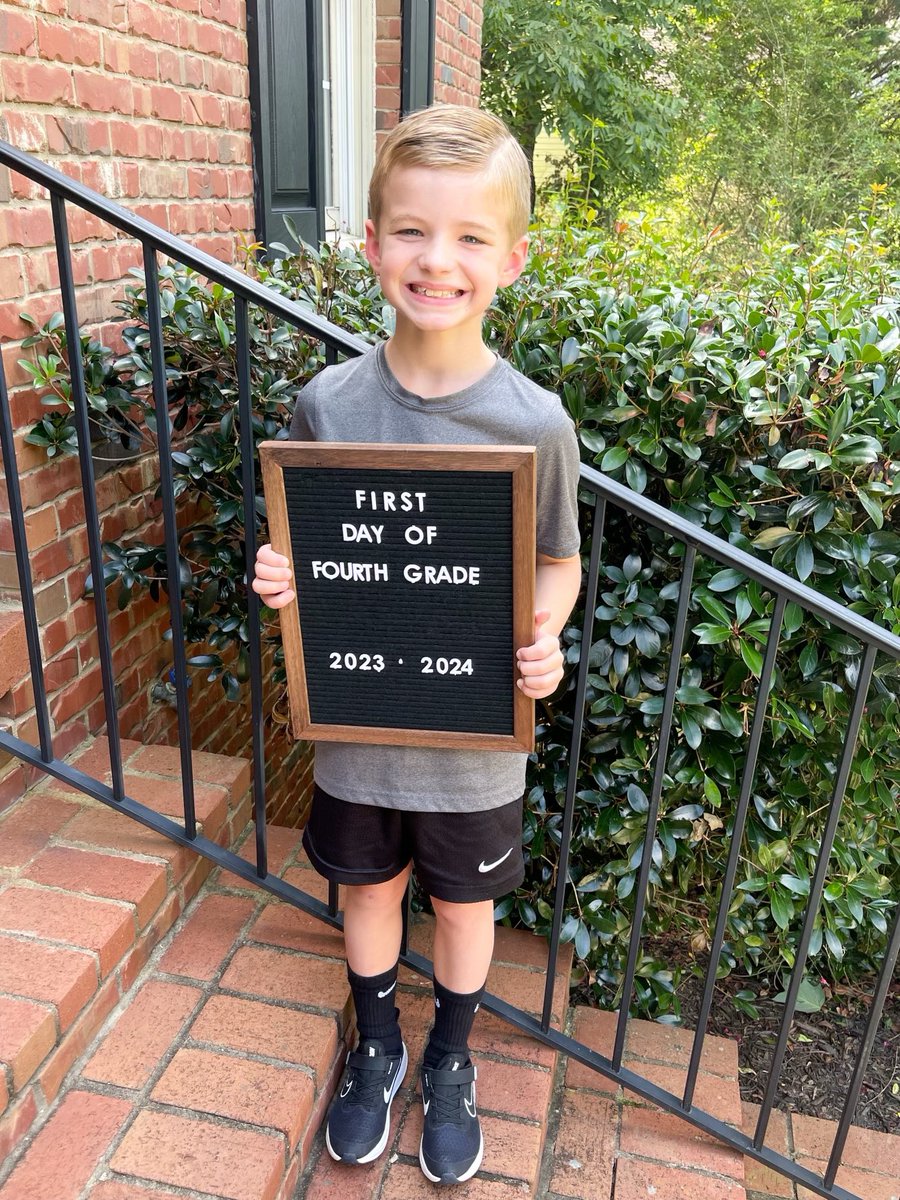 FIRST
DAY OF
FOURTH GRADE
2023 · 2024